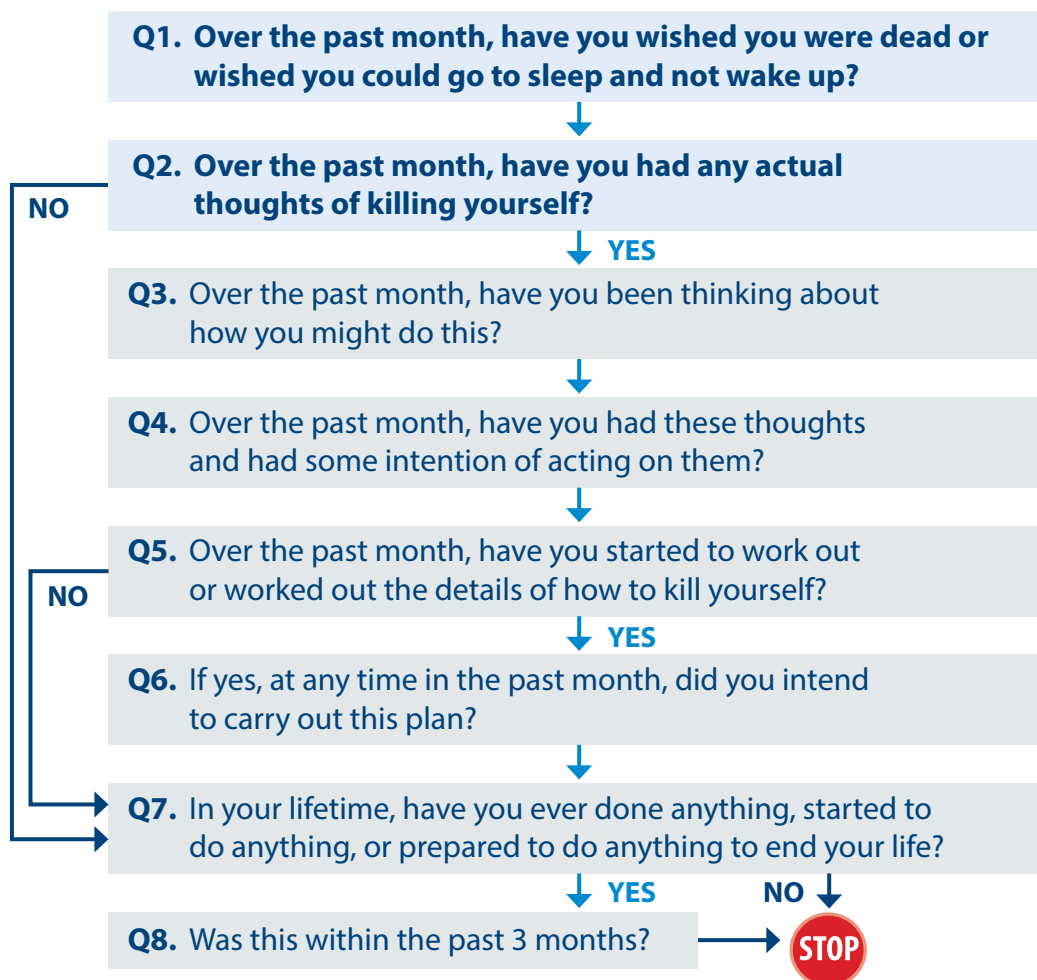 Q1. Over the past month, have you wished you were dead or
wished you could go to sleep and not wake up?
Q2. Over the past month, have you had any actual
thoughts of killing yourself?
NO
YES
Q3. Over the past month, have you been thinking about
how you might do this?
Q4. Over the past month, have you had these thoughts
and had some intention of acting on them?
Q5. Over the past month, have you started to work out
or worked out the details of how to kill yourself?
NO
YES
Q6. If yes, at any time in the past month, did you intend
to carry out this plan?
Q7. In your lifetime, have you ever done anything, started to
do anything, or prepared to do anything to end your life?
YES
NO
Q8. Was this within the past 3 months?
STOP